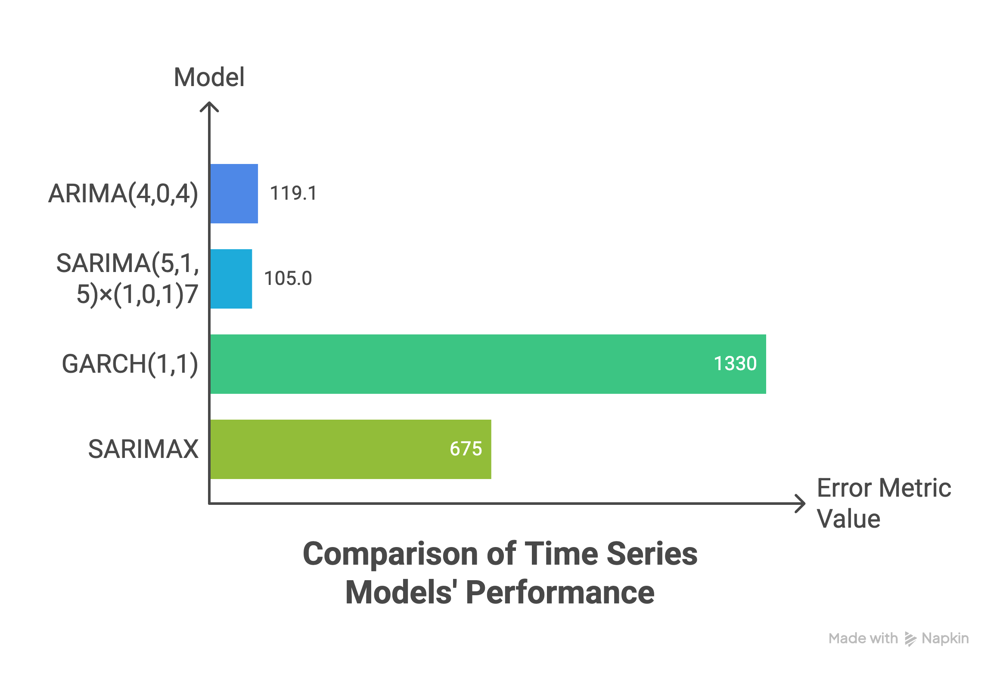 Model
ARIMA(4,0,4)
119.1
SARIMA(5,1,
5)×(1,0,1)7
105.0
GARCH(1,1)
1330
SARIMAX
675
Error Metric
Value
Comparison of Time Series
Models' Performance
Made with Napkin